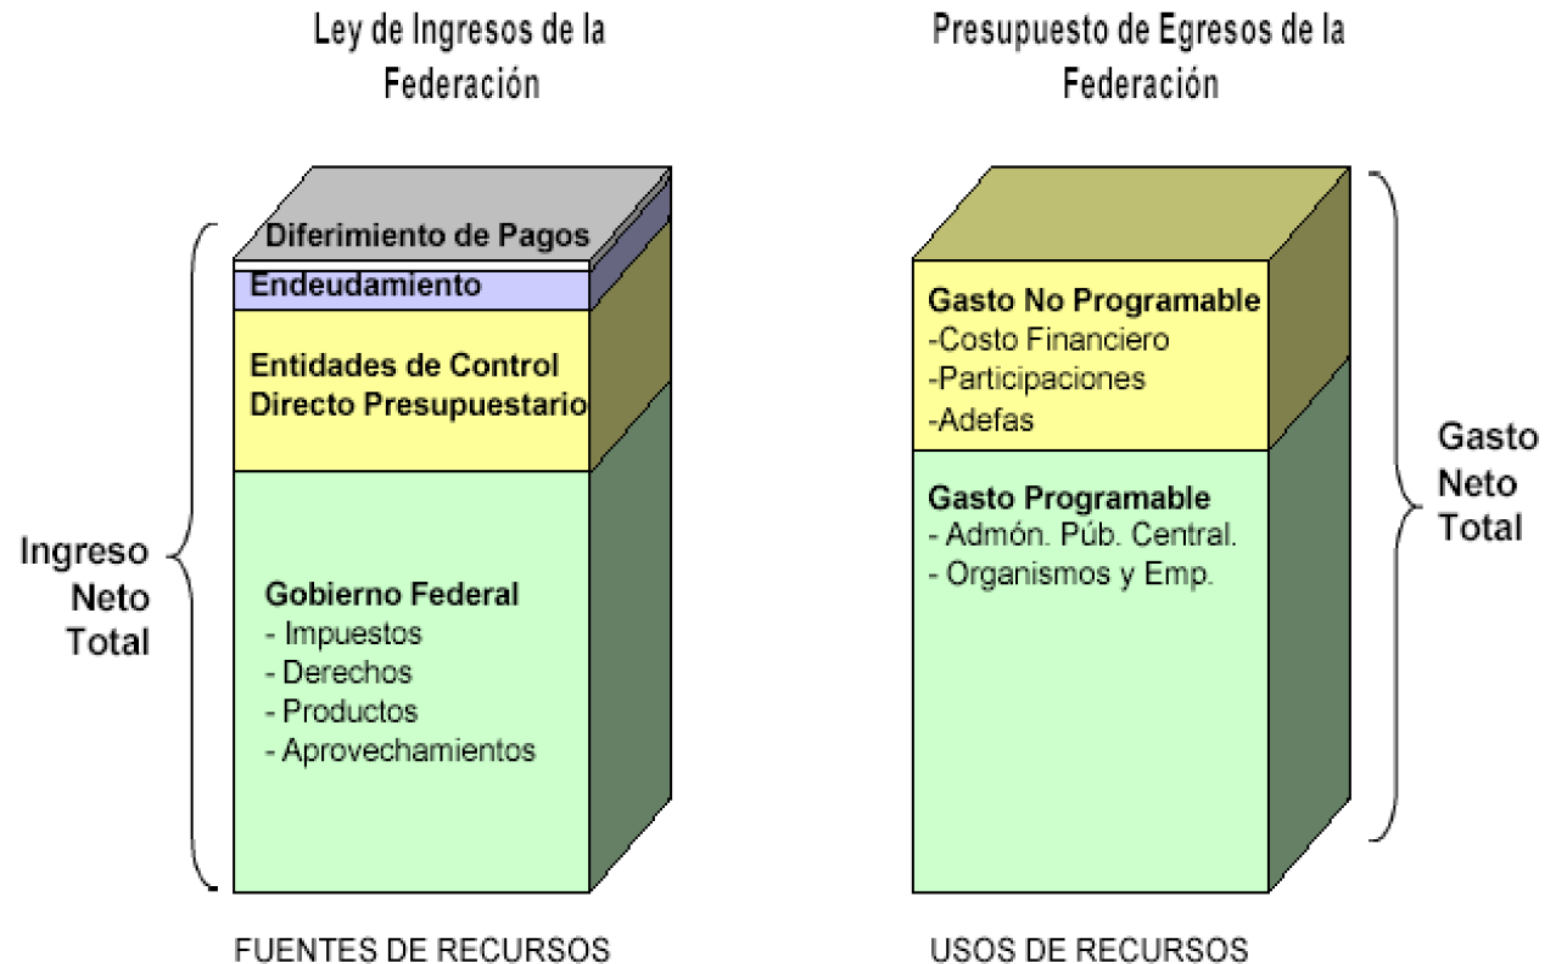 Ley de Ingresos de la
Federación
Presupuesto de Egresos de la
Federación
Diferimiento de Pagos
Endeudamiento
Entidades de Control
Directo Presupuestario
Gobierno Federal
- Impuestos
- Derechos
- Productos
- Aprovechamientos
Ingreso
Neto
Total
FUENTES DE RECURSOS
Gasto No Programable
-Costo Financiero
-Participaciones
-Adefas
Gasto Programable
- Admón. Púb. Central.
- Organismos y Emp.
Gasto
Neto
Total
USOS DE RECURSOS